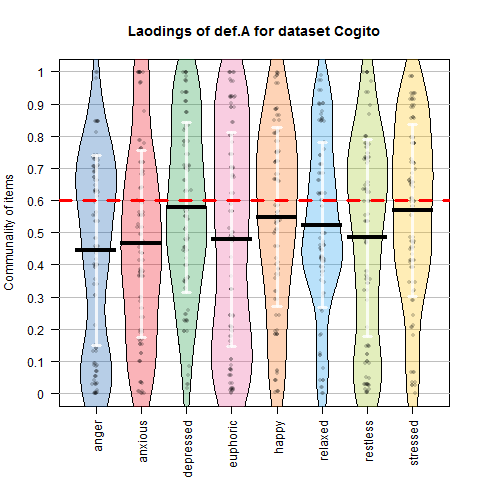 Laodings of def.A for dataset Cogito
Communality of items
1
0.9
0.8
0.7
0.6
0.5
0.4
0.3
0.2
0.1
0
anger
anxious
depressed
euphoric
happy
relaxed
restless
stressed